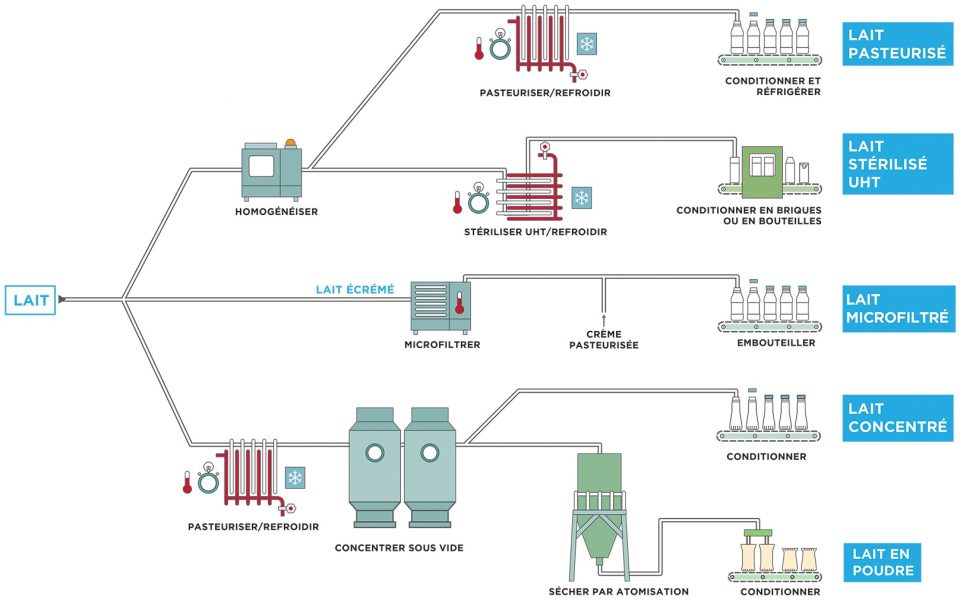 LAIT
PASTEURISÉ
PASTEURISER/REFROIDIR
CONDITIONNER ET
RÉFRIGÉRER
LAIT
STÉRILISÉ
UHT
HOMOGÉNÉISER
STÉRILISER UHT/REFROIDIR
CONDITIONNER EN BRIQUES
OU EN BOUTEILLES
LAIT
LAIT ÉCRÉMÉ
MICROFILTRER
CRÈME
PASTEURISÉE
EMBOUTEILLER
LAIT
MICROFILTRÉ
LAIT
CONCENTRÉ
CONDITIONNER
PASTEURISER/REFROIDIR
CONCENTRER SOUS VIDE
SÉCHER PAR ATOMISATION
CONDITIONNER
LAIT EN
POUDRE